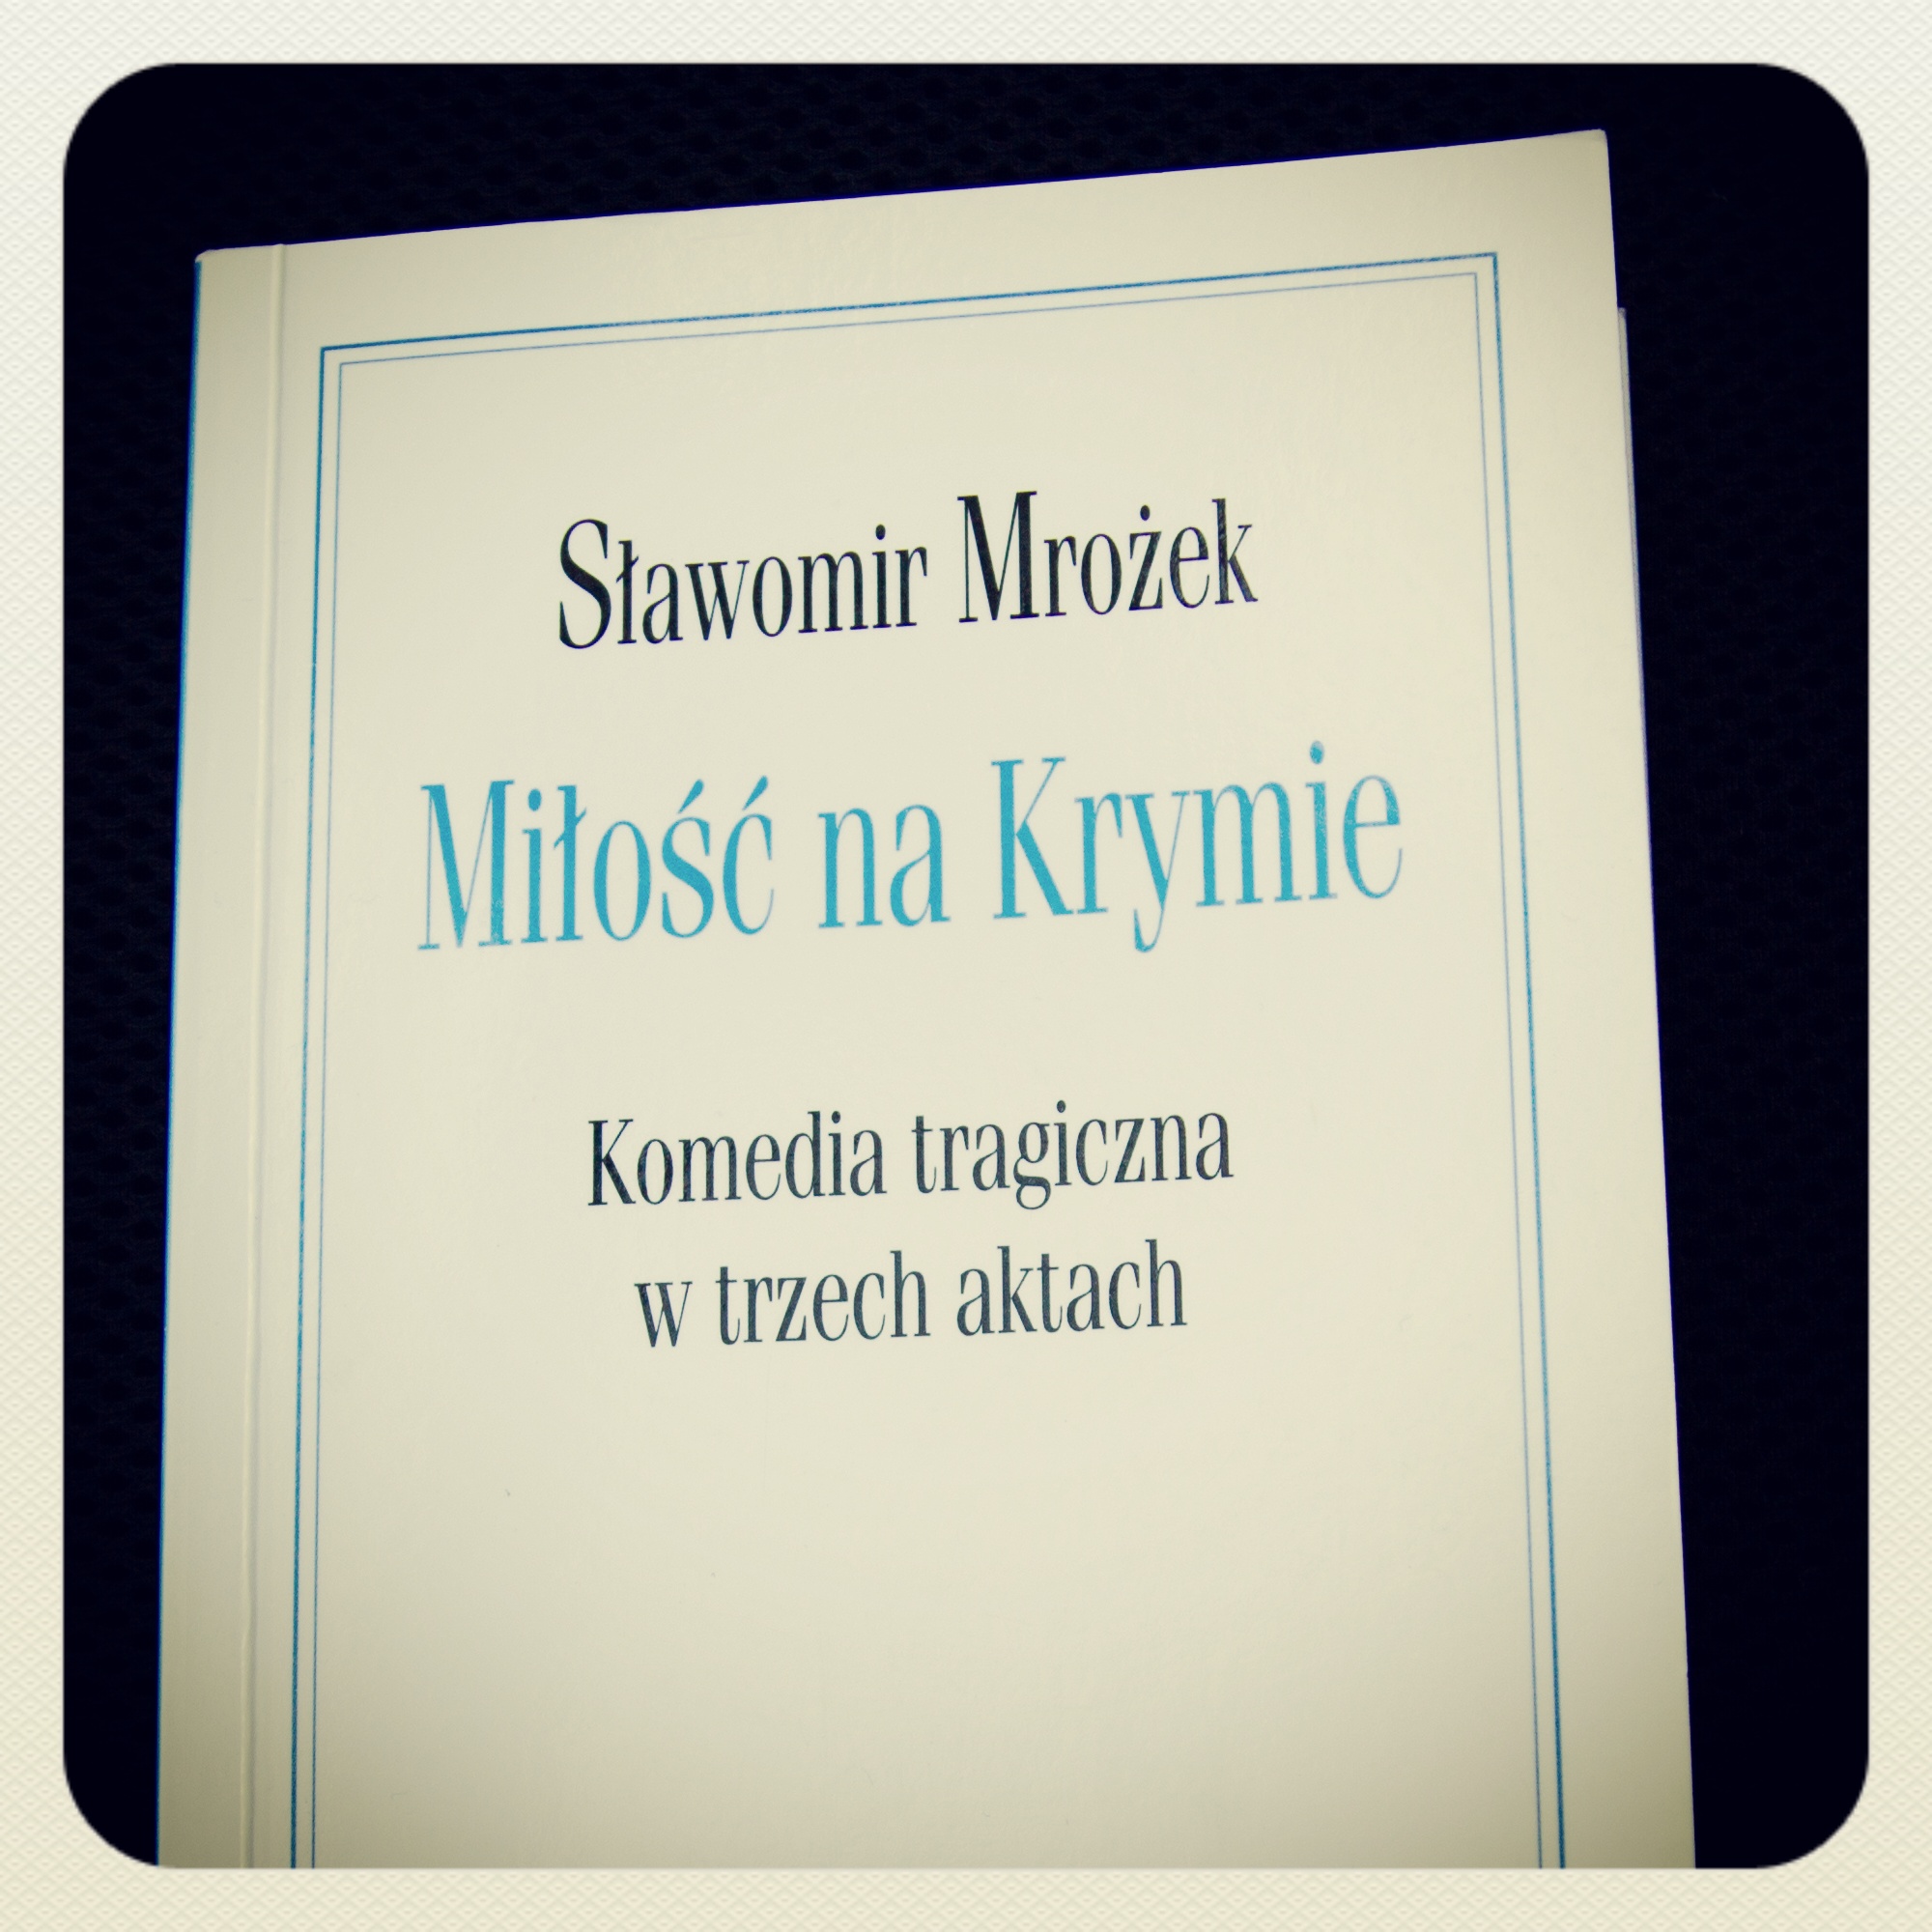 Sławomir Mrożek
Miłość na Krymie
Komedia tragiczna
w trzech aktach